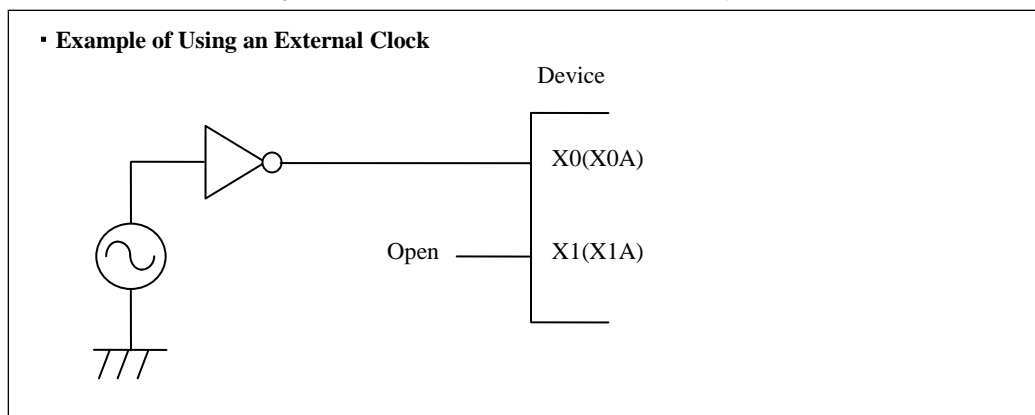 ▪ Example of Using an External Clock
Device
X0(X0A)
Open
X1(X1A)